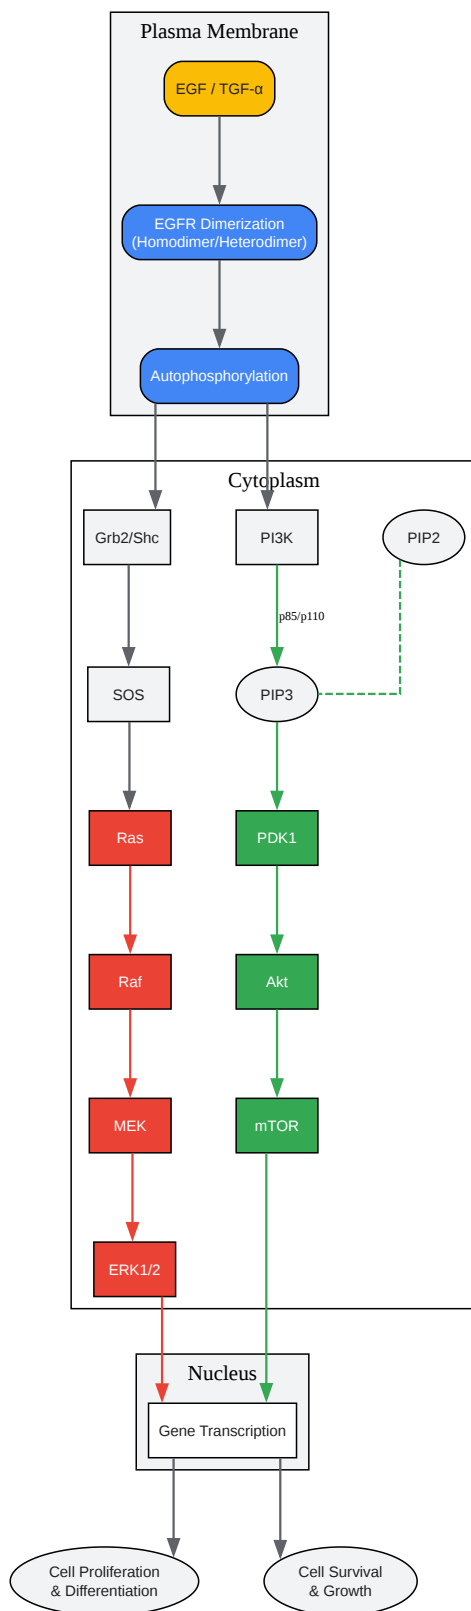 Plasma Membrane
EGF / TGF-α
EGFR Dimerization
(Homodimer/Heterodimer)
Autophosphorylation
Cytoplasm
Grb2/Shc
PI3K
PIP2
p85/p110
SOS
PIP3
Ras
PDK1
Raf
Akt
MEK
mTOR
ERK1/2
Nucleus
Gene Transcription
Cell Proliferation
& Differentiation
Cell Survival
& Growth